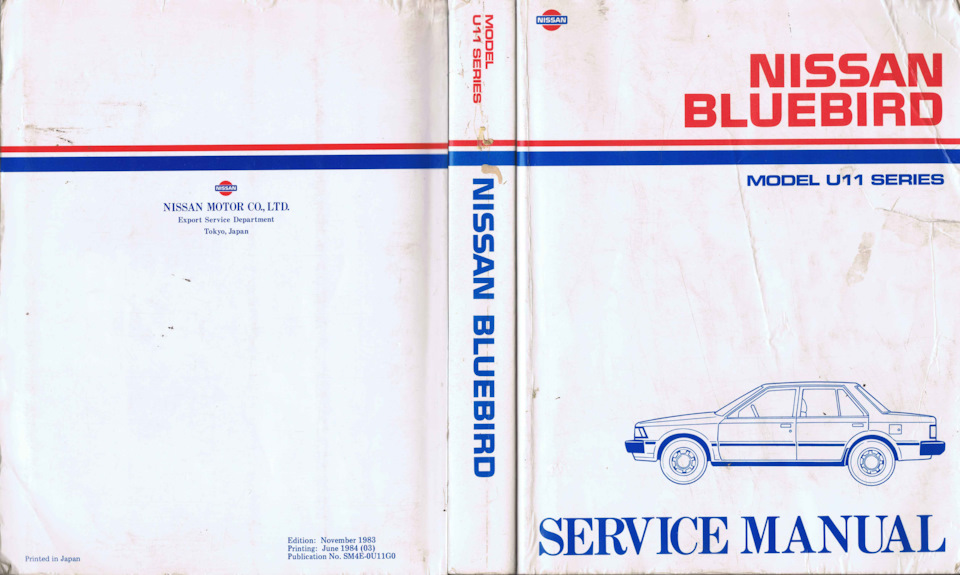 NISSAN
NISSAN MOTOR CO., LTD.
Export Service Department
Tokyo, Japan
Printed in Japan
Edition: November 1983
Printing: June 1984 (03)
Publication No. SM4E-0U11G0
MODEL
U11 SERIES
NISSAN BLUEBIRD
NISSAN
NISSAN
BLUEBIRD
MODEL U11 SERIES
SERVICE MANUAL